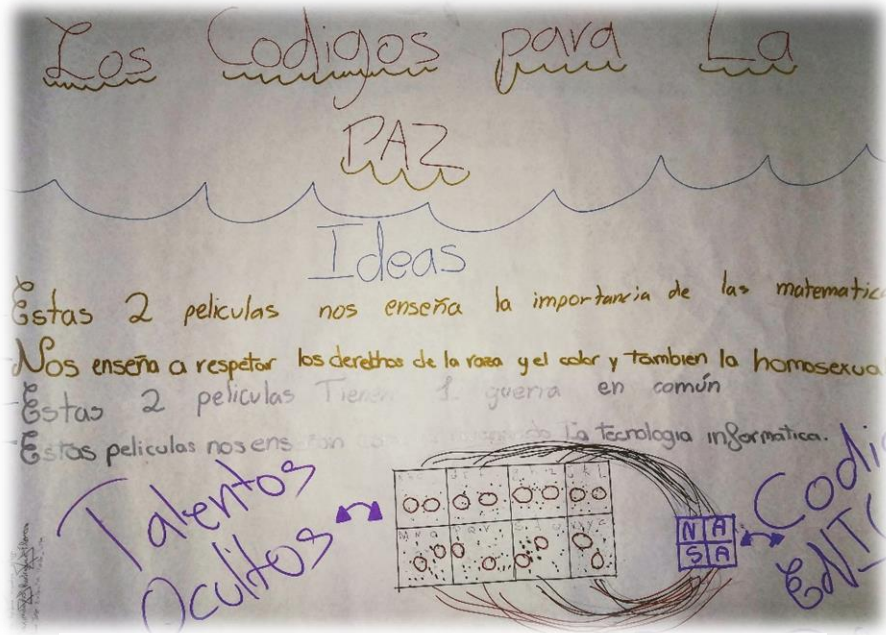 Los Codigos para La
PAZ
Ideas
Estas 2 peliculas nos enseña la importancia de las matematic
Nos enseña a respetar los derethos de la raza y el color y tambien la homosexua
Estas 2 peliculas Tienen 1 guerra en común
Estas peliculas nos ens la tecnologia informatica.
Talentos
Ocultos
NA
SA
Codi
ENI